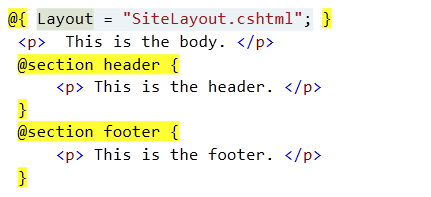 @{ Layout = "SiteLayout.cshtml"; }
<p>  This is the body. </p>
@section header {
<p> This is the header. </p>
}
@section footer {
<p> This is the footer. </p>
}